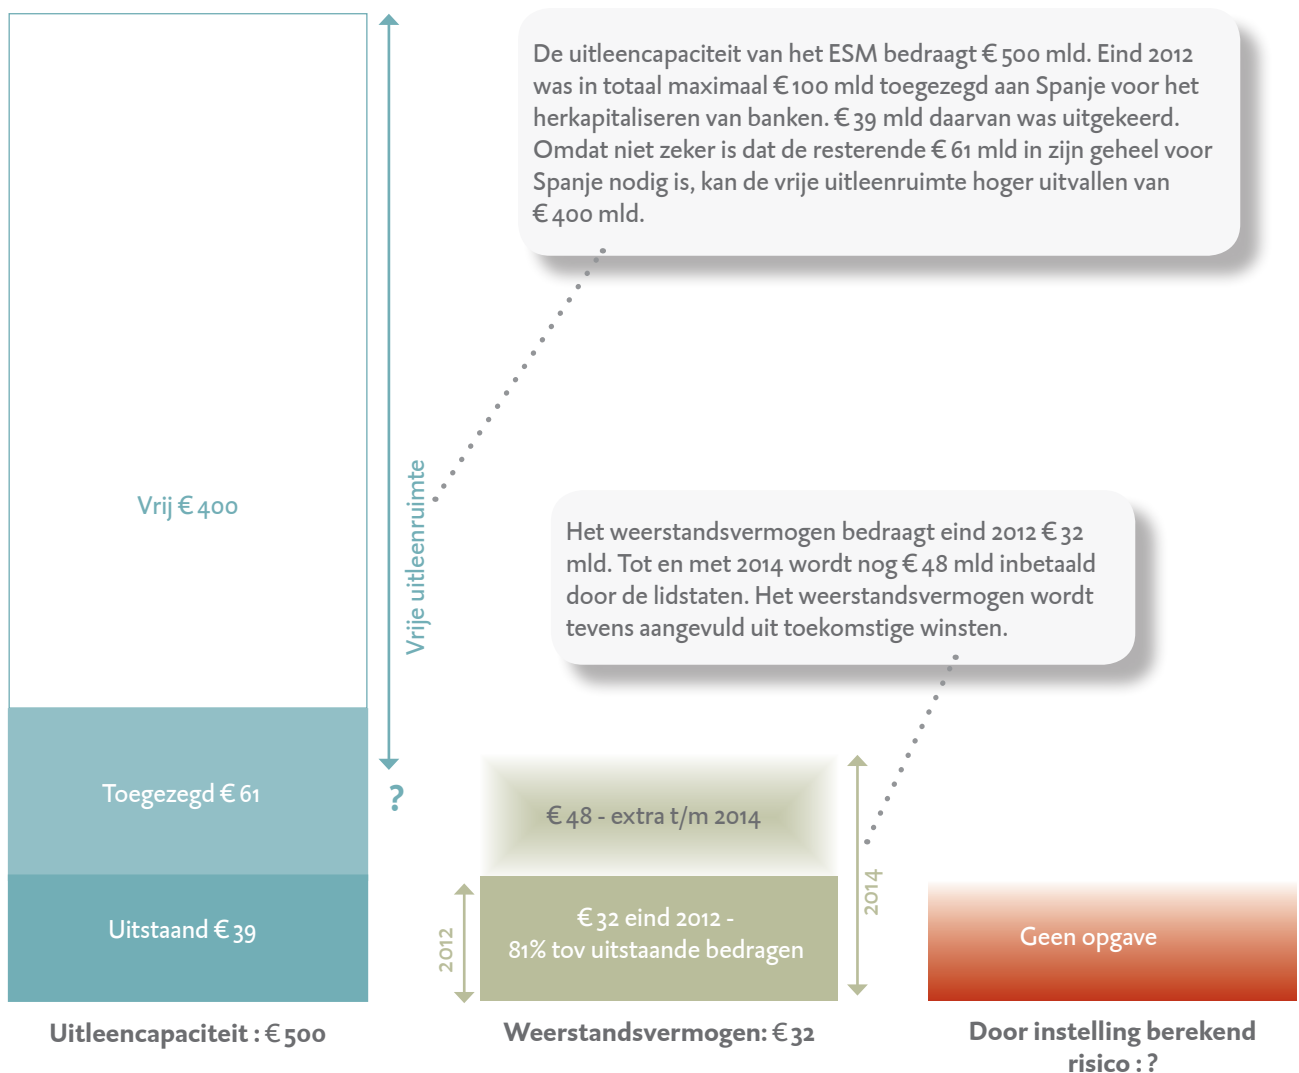 De uitleencapaciteit van het ESM bedraagt € 500 mld. Eind 2012
was in totaal maximaal € 100 mld toegezegd aan Spanje voor het
herkapitaliseren van banken. € 39 mld daarvan was uitgekeerd.
Omdat niet zeker is dat de resterende € 61 mld in zijn geheel voor
Spanje nodig is, kan de vrije uitleenruimte hoger uitvallen van
€ 400 mld.
Vrij € 400
Vrije uitleenruimte
Het weerstandsvermogen bedraagt eind 2012 € 32
mld. Tot en met 2014 wordt nog € 48 mld inbetaald
door de lidstaten. Het weerstandsvermogen wordt
tevens aangevuld uit toekomstige winsten.
Toegezegd € 61
?
€ 48 - extra t/m 2014
2014
Uitstaand € 39
2012
€ 32 eind 2012 -
81% tov uitstaande bedragen
Geen opgave
Uitleencapaciteit : € 500
Weerstandsvermogen: € 32
Door instelling berekend
risico : ?